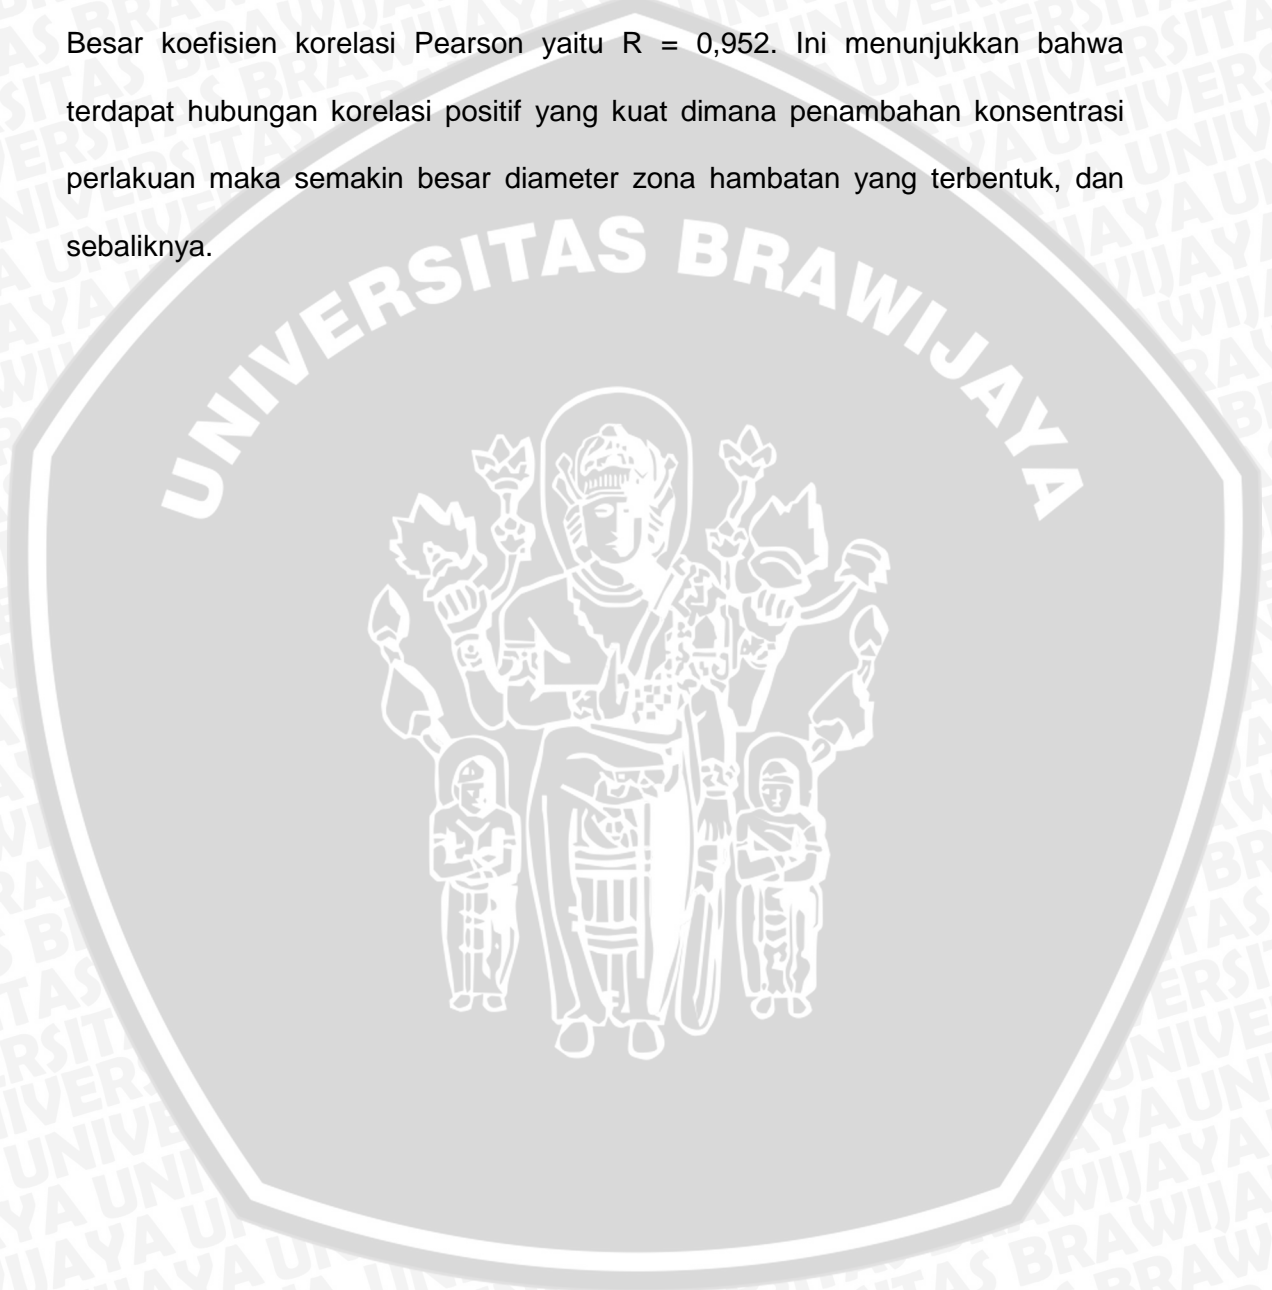 Besar koefisien korelasi Pearson yaitu R = 0,952. Ini menunjukkan bahwa
terdapat hubungan korelasi positif yang kuat dimana penambahan konsentrasi
perlakuan maka semakin besar diameter zona hambatan yang terbentuk, dan
sebaliknya.
UNIVERSITAS BRAWIJAYA